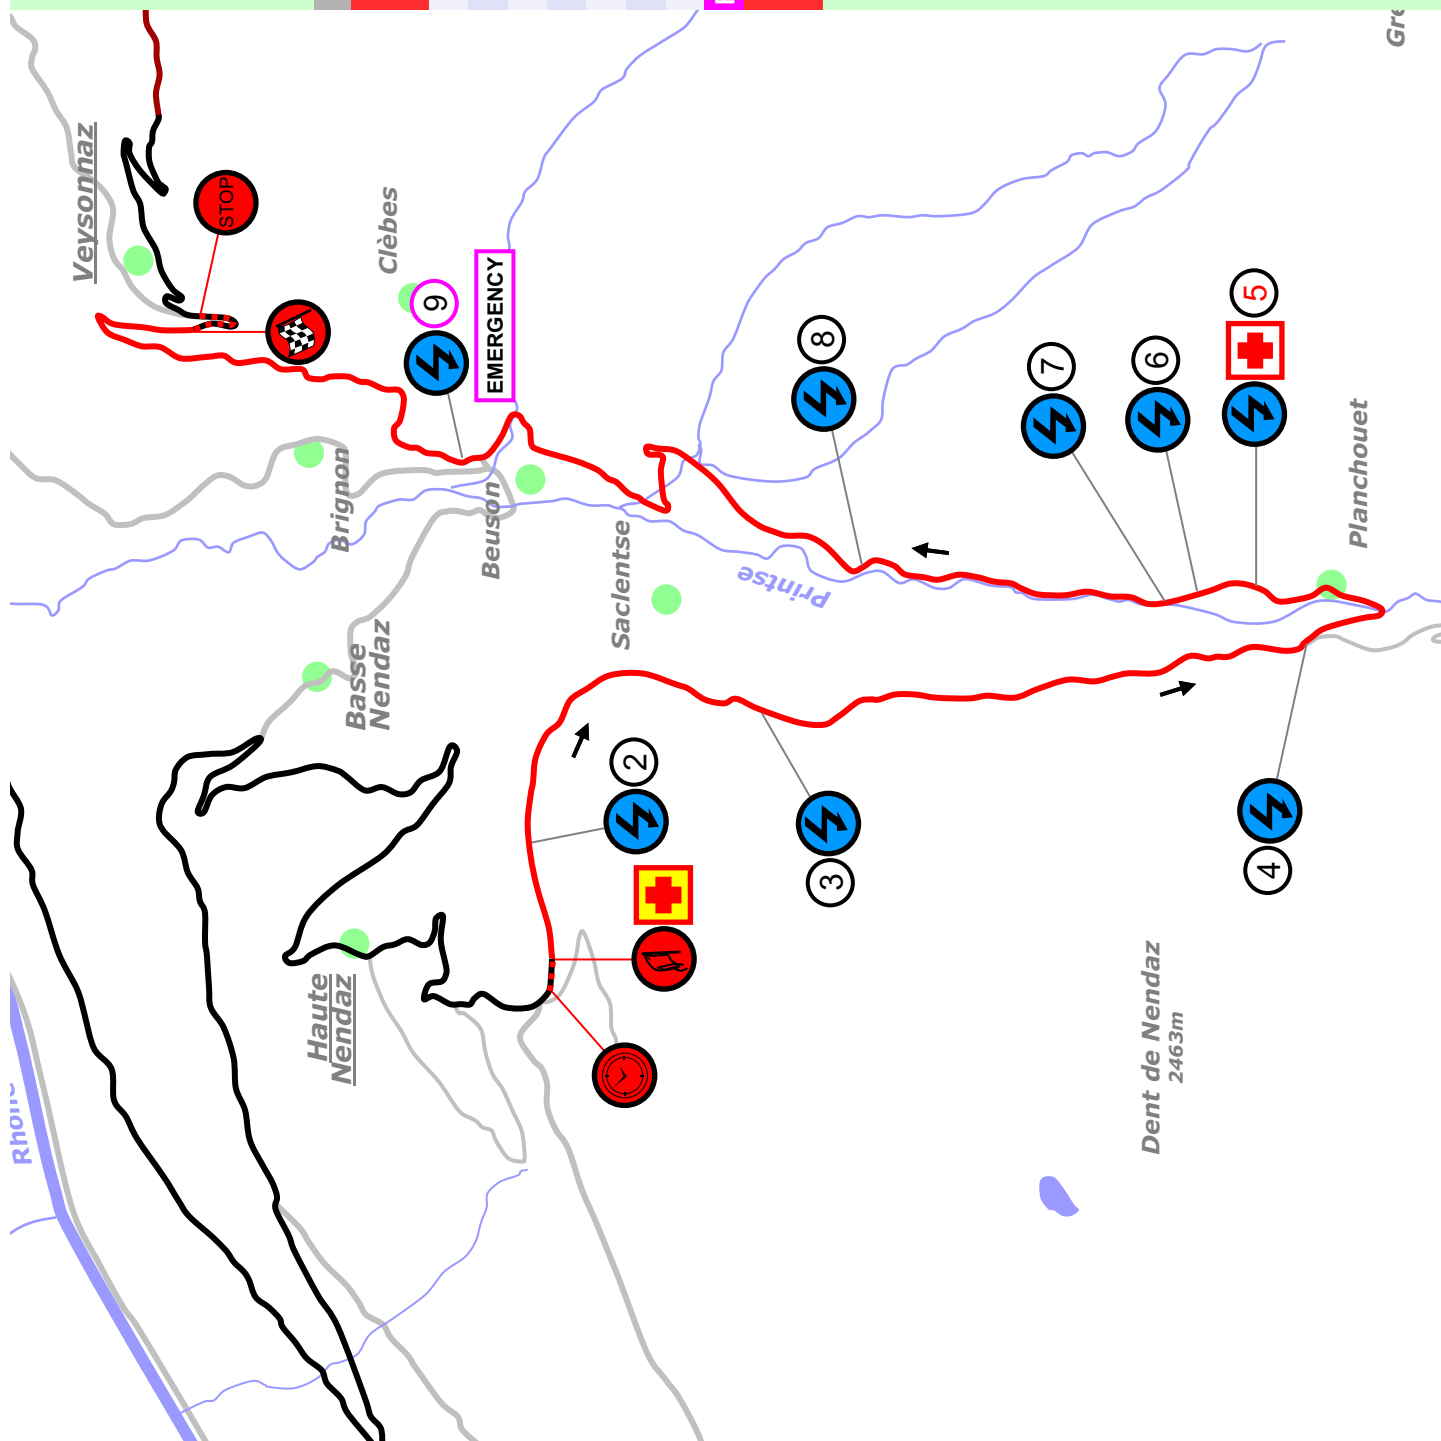 Veysonnaz
STOP
Clèbes
9
EMERGENCY
Brignon
Beuson
Saclentse
Printse
8
7
6
5
Planchouet
Basse
Nendaz
2
3
4
Haute
Nendaz
Dent de Nendaz
2463m